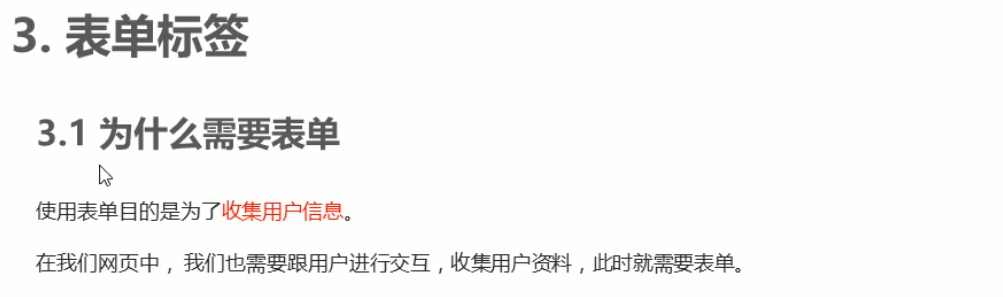 3. 表单标签
3.1 为什么需要表单
使用表单目的是为了收集用户信息。
在我们网页中，我们也需要跟用户进行交互，收集用户资料，此时就需要表单。